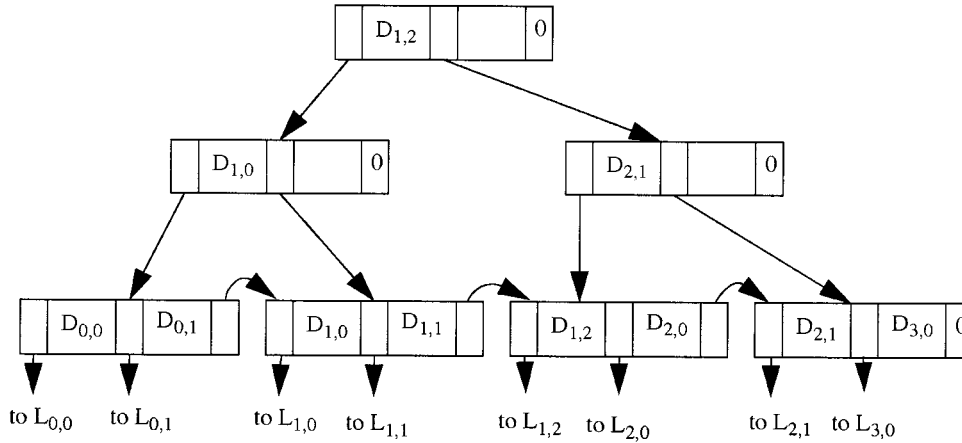 D1,2 0
D1,0 0 D2,1 0
D0,0 D0,1 D1,0 D1,1 D1,2 D2,0 D2,1 D3,0 0
to L0,0 to L0,1 to L1,0 to L1,1 to L1,2 to L2,0 to L2,1 to L3,0